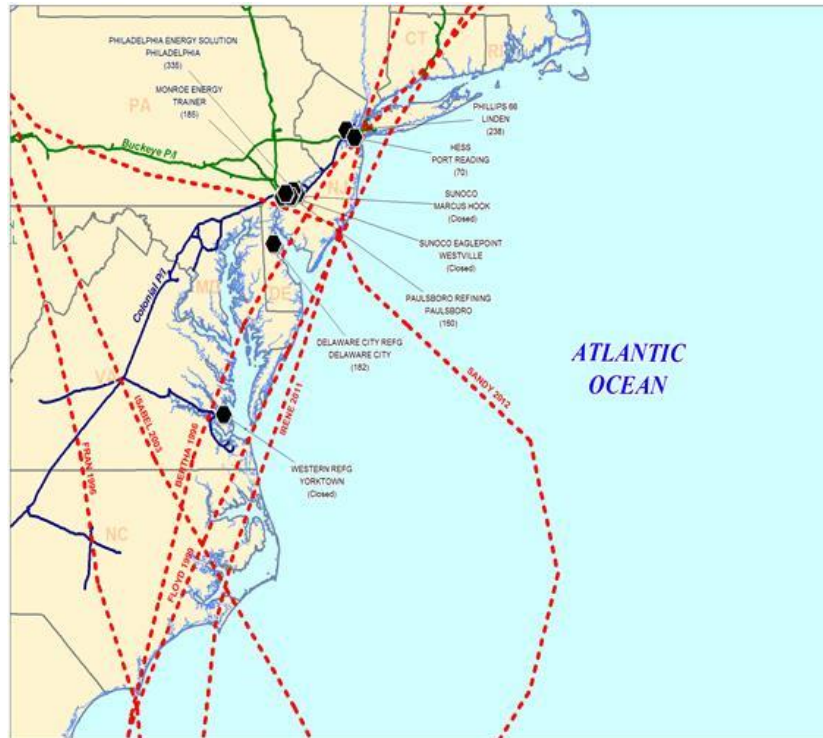 PHILADELPHIA ENERGY SOLUTION
PHILADELPHIA
(335)
MONROE ENERGY
TRAINER
(185)
CT
RI
PA
PHILLIPS 66
LINDEN
(238)
Buckeye P/l
HESS
PORT READING
(70)
NJ
SUNOCO
MARCUS HOOK
(Closed)
SUNOCO EAGLEPOINT
WESTVILLE
(Closed)
Colonial P/l
MD
DE
PAULSBORO REFINING
PAULSBORO
(160)
DELAWARE CITY REFG
DELAWARE CITY
(182)
ATLANTIC
OCEAN
SANDY 2012
VA
ISABEL 2003
BERTHA 1996
IRENE 2011
FRAN 1996
WESTERN REFG
YORKTOWN
(Closed)
NC
FLOYD 1999